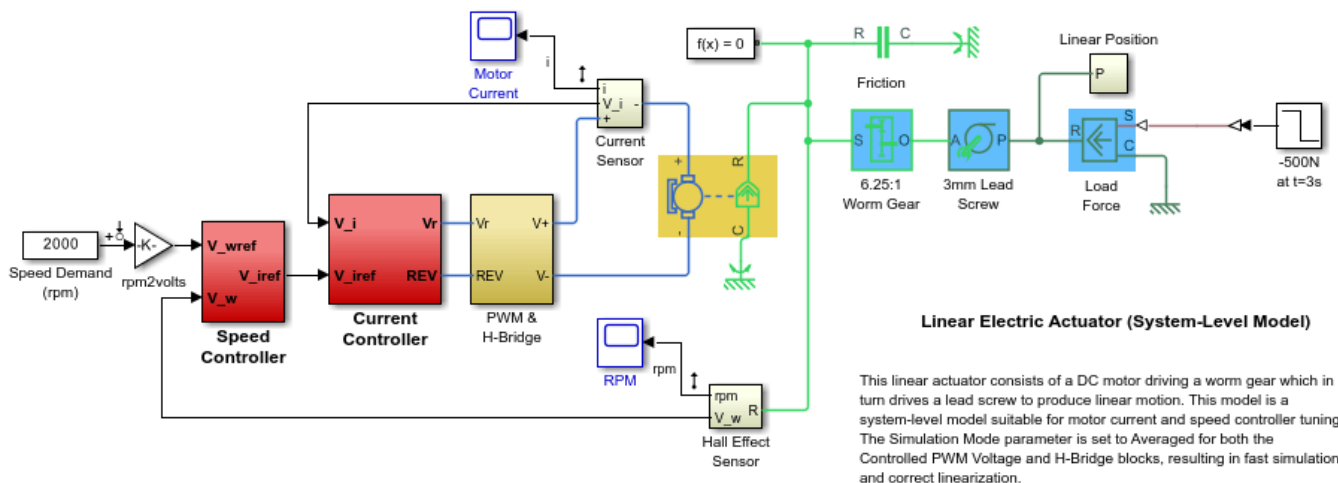 Motor
Current
i
i
V_i
-
+
Current
Sensor
f(x) = 0
R
C
Friction
Linear Position
P
S
O
6.25:1
Worm Gear
A
P
3mm Lead
Screw
R
S
C
Load
Force
-500N
at t=3s
+
R
-
C
2000
Speed Demand
(rpm)
+
-K-
rpm2volts
V_wref
V_iref
V_w
Speed
Controller
V_i
Vr
V_iref
REV
Current
Controller
Vr
V+
REV
V-
PWM &
H-Bridge
RPM
rpm
rpm
R
V_w
Hall Effect
Sensor
Linear Electric Actuator (System-Level Model)
This linear actuator consists of a DC motor driving a worm gear which in
turn drives a lead screw to produce linear motion. This model is a
system-level model suitable for motor current and speed controller tuning
The Simulation Mode parameter is set to Averaged for both the
Controlled PWM Voltage and H-Bridge blocks, resulting in fast simulation
and correct linearization.